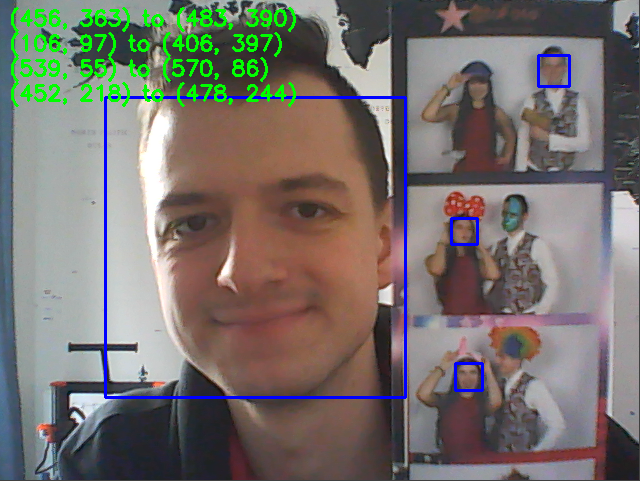 (456, 363) to (483, 390)
(106, 97) to (406, 397)
(539, 55) to (570, 86)
(452, 218) to (478, 244)